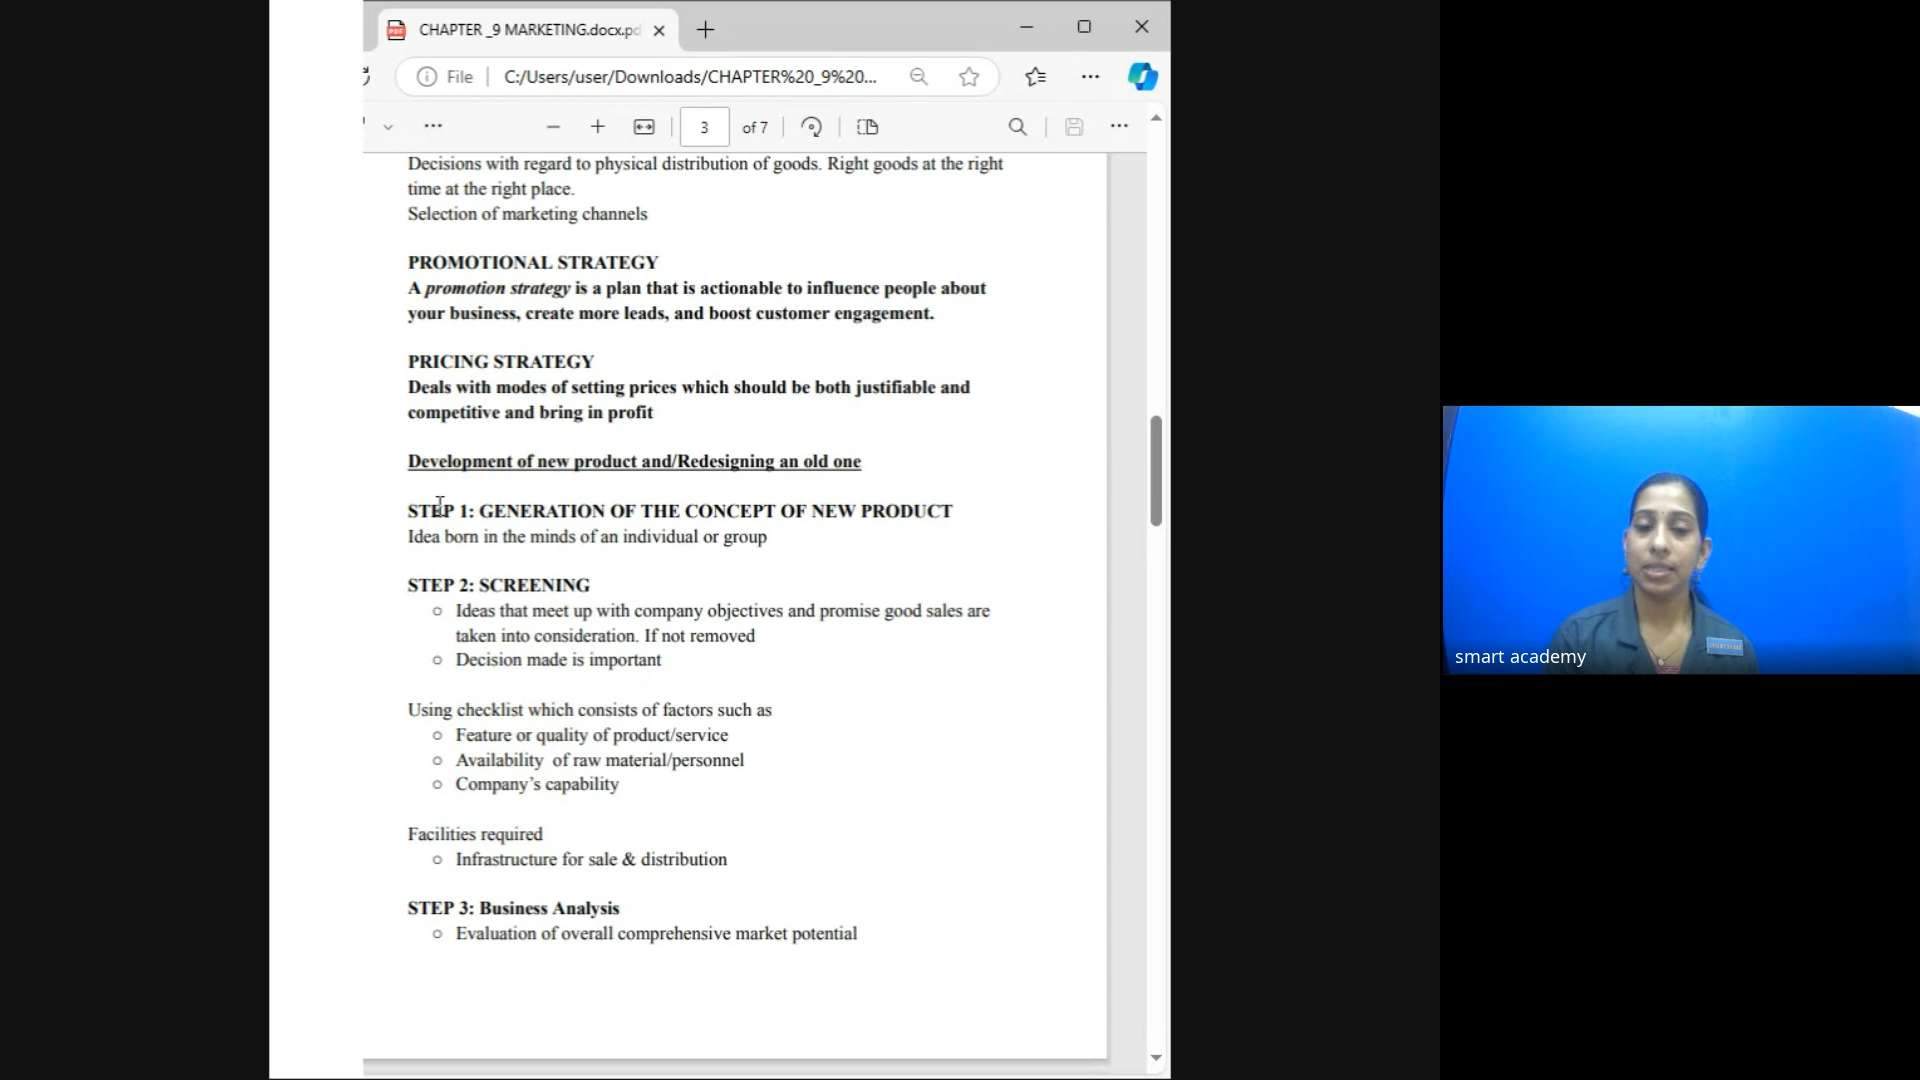 CHAPTER _9 MARKETING.docx.pd
File
C:/Users/user/Downloads/CHAPTER%20_9%20...
3 of 7
Decisions with regard to physical distribution of goods. Right goods at the right
time at the right place.
Selection of marketing channels
PROMOTIONAL STRATEGY
A promotion strategy is a plan that is actionable to influence people about
your business, create more leads, and boost customer engagement.
PRICING STRATEGY
Deals with modes of setting prices which should be both justifiable and
competitive and bring in profit
Development of new product and/Redesigning an old one
STEP 1: GENERATION OF THE CONCEPT OF NEW PRODUCT
Idea born in the minds of an individual or group
STEP 2: SCREENING
○ Ideas that meet up with company objectives and promise good sales are
taken into consideration. If not removed
○ Decision made is important
Using checklist which consists of factors such as
○ Feature or quality of product/service
○ Availability of raw material/personnel
○ Company’s capability
Facilities required
○ Infrastructure for sale & distribution
STEP 3: Business Analysis
○ Evaluation of overall comprehensive market potential
smart academy